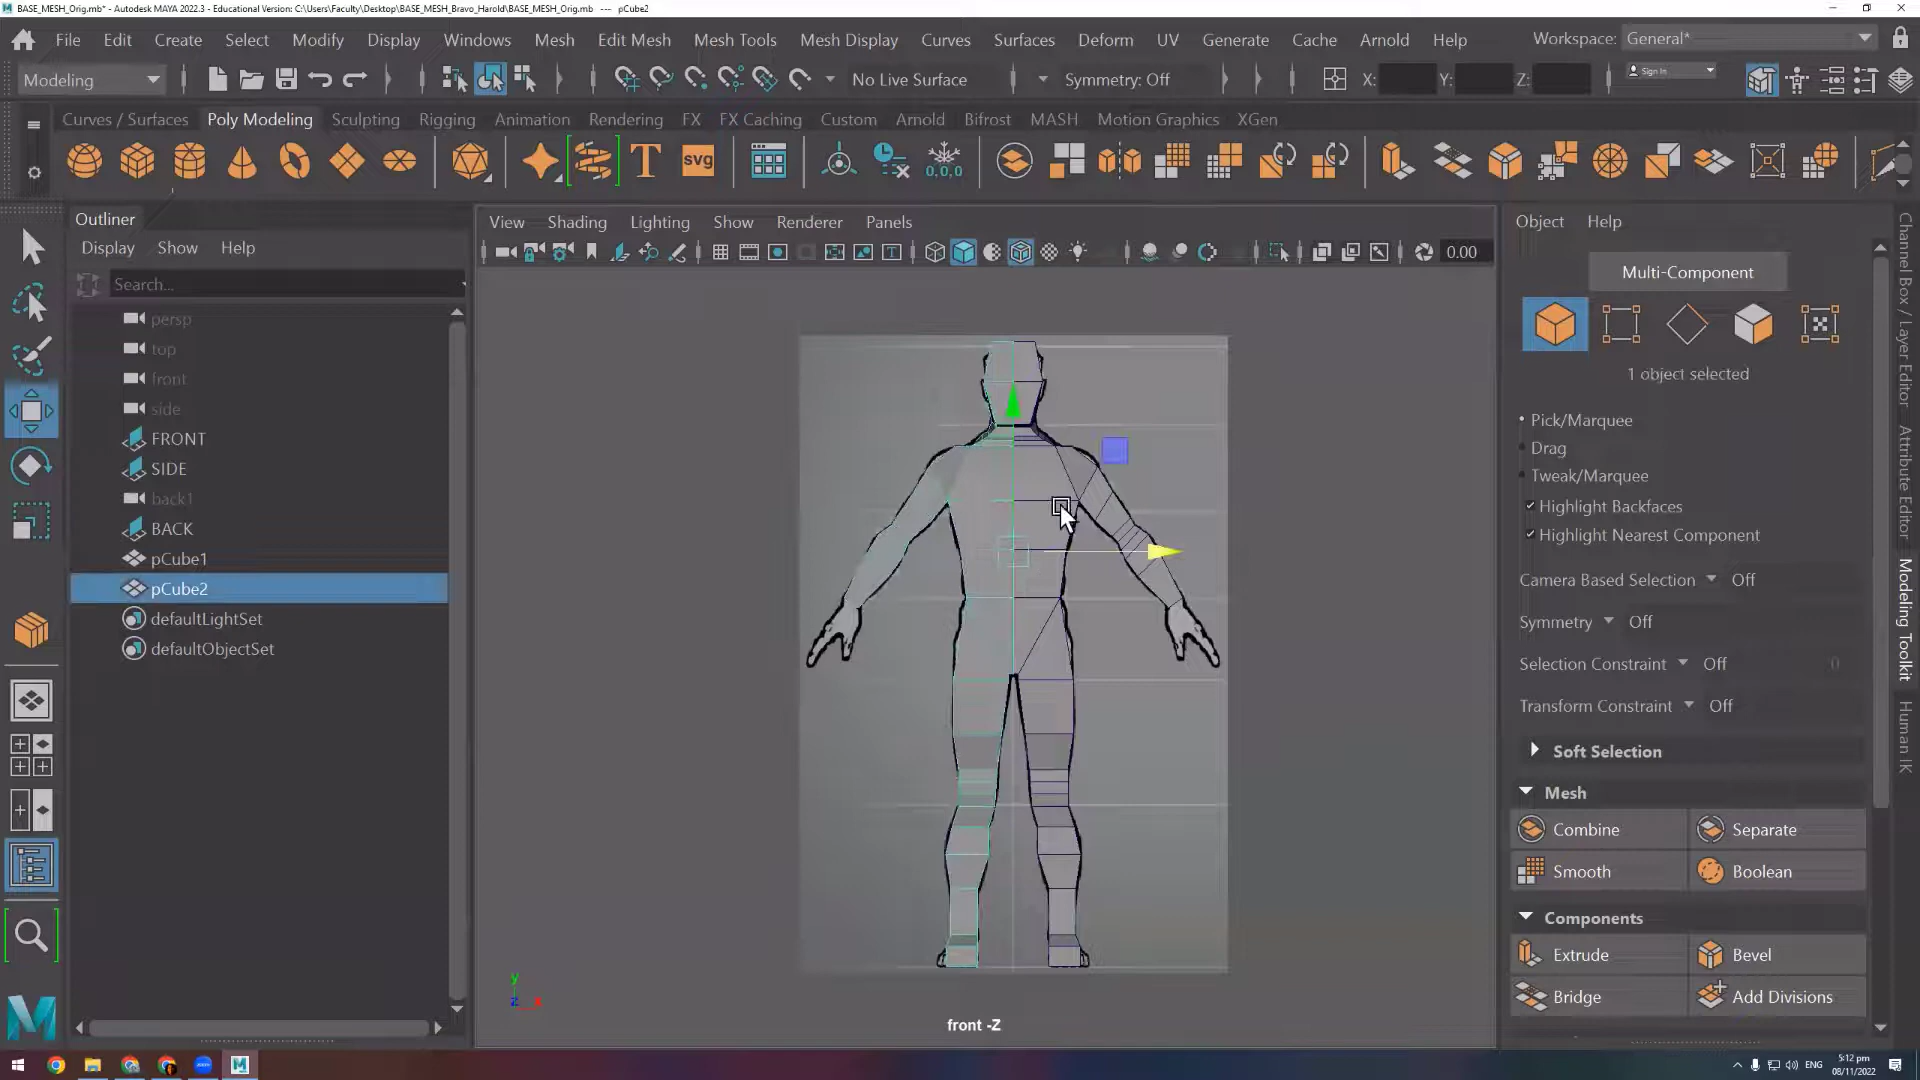 BASE_MESH_Orig.mb* - Autodesk MAYA 2022.3 - Educational Version: C:\Users\Faculty\Desktop\BASE_MESH_Bravo_Harold\BASE_MESH_Orig.mb --- pCube2
File Edit Create Select Modify Display Windows Mesh Edit Mesh Mesh Tools Mesh Display Curves Surfaces Deform UV Generate Cache Arnold Help Workspace: General*
Modeling No Live Surface Symmetry: Off X: Y: Z: Sign In
Curves / Surfaces Poly Modeling Sculpting Rigging Animation Rendering FX FX Caching Custom Arnold Bifrost MASH Motion Graphics XGen
T svg 0,0,0
Outliner
Display Show Help
Search...
persp
top
front
side
FRONT
SIDE
back1
BACK
pCube1
pCube2
defaultLightSet
defaultObjectSet
View Shading Lighting Show Renderer Panels
0.00
y
z x
front -Z
Object Help
Multi-Component
1 object selected
Pick/Marquee
Drag
Tweak/Marquee
Highlight Backfaces
Highlight Nearest Component
Camera Based Selection Off
Symmetry Off
Selection Constraint Off 0
Transform Constraint Off
Soft Selection
Mesh
Combine Separate
Smooth Boolean
Components
Extrude Bevel
Bridge Add Divisions
Channel Box / Layer Editor
Attribute Editor
Modeling Toolkit
Human IK
M
ENG
5:12 pm
08/11/2022